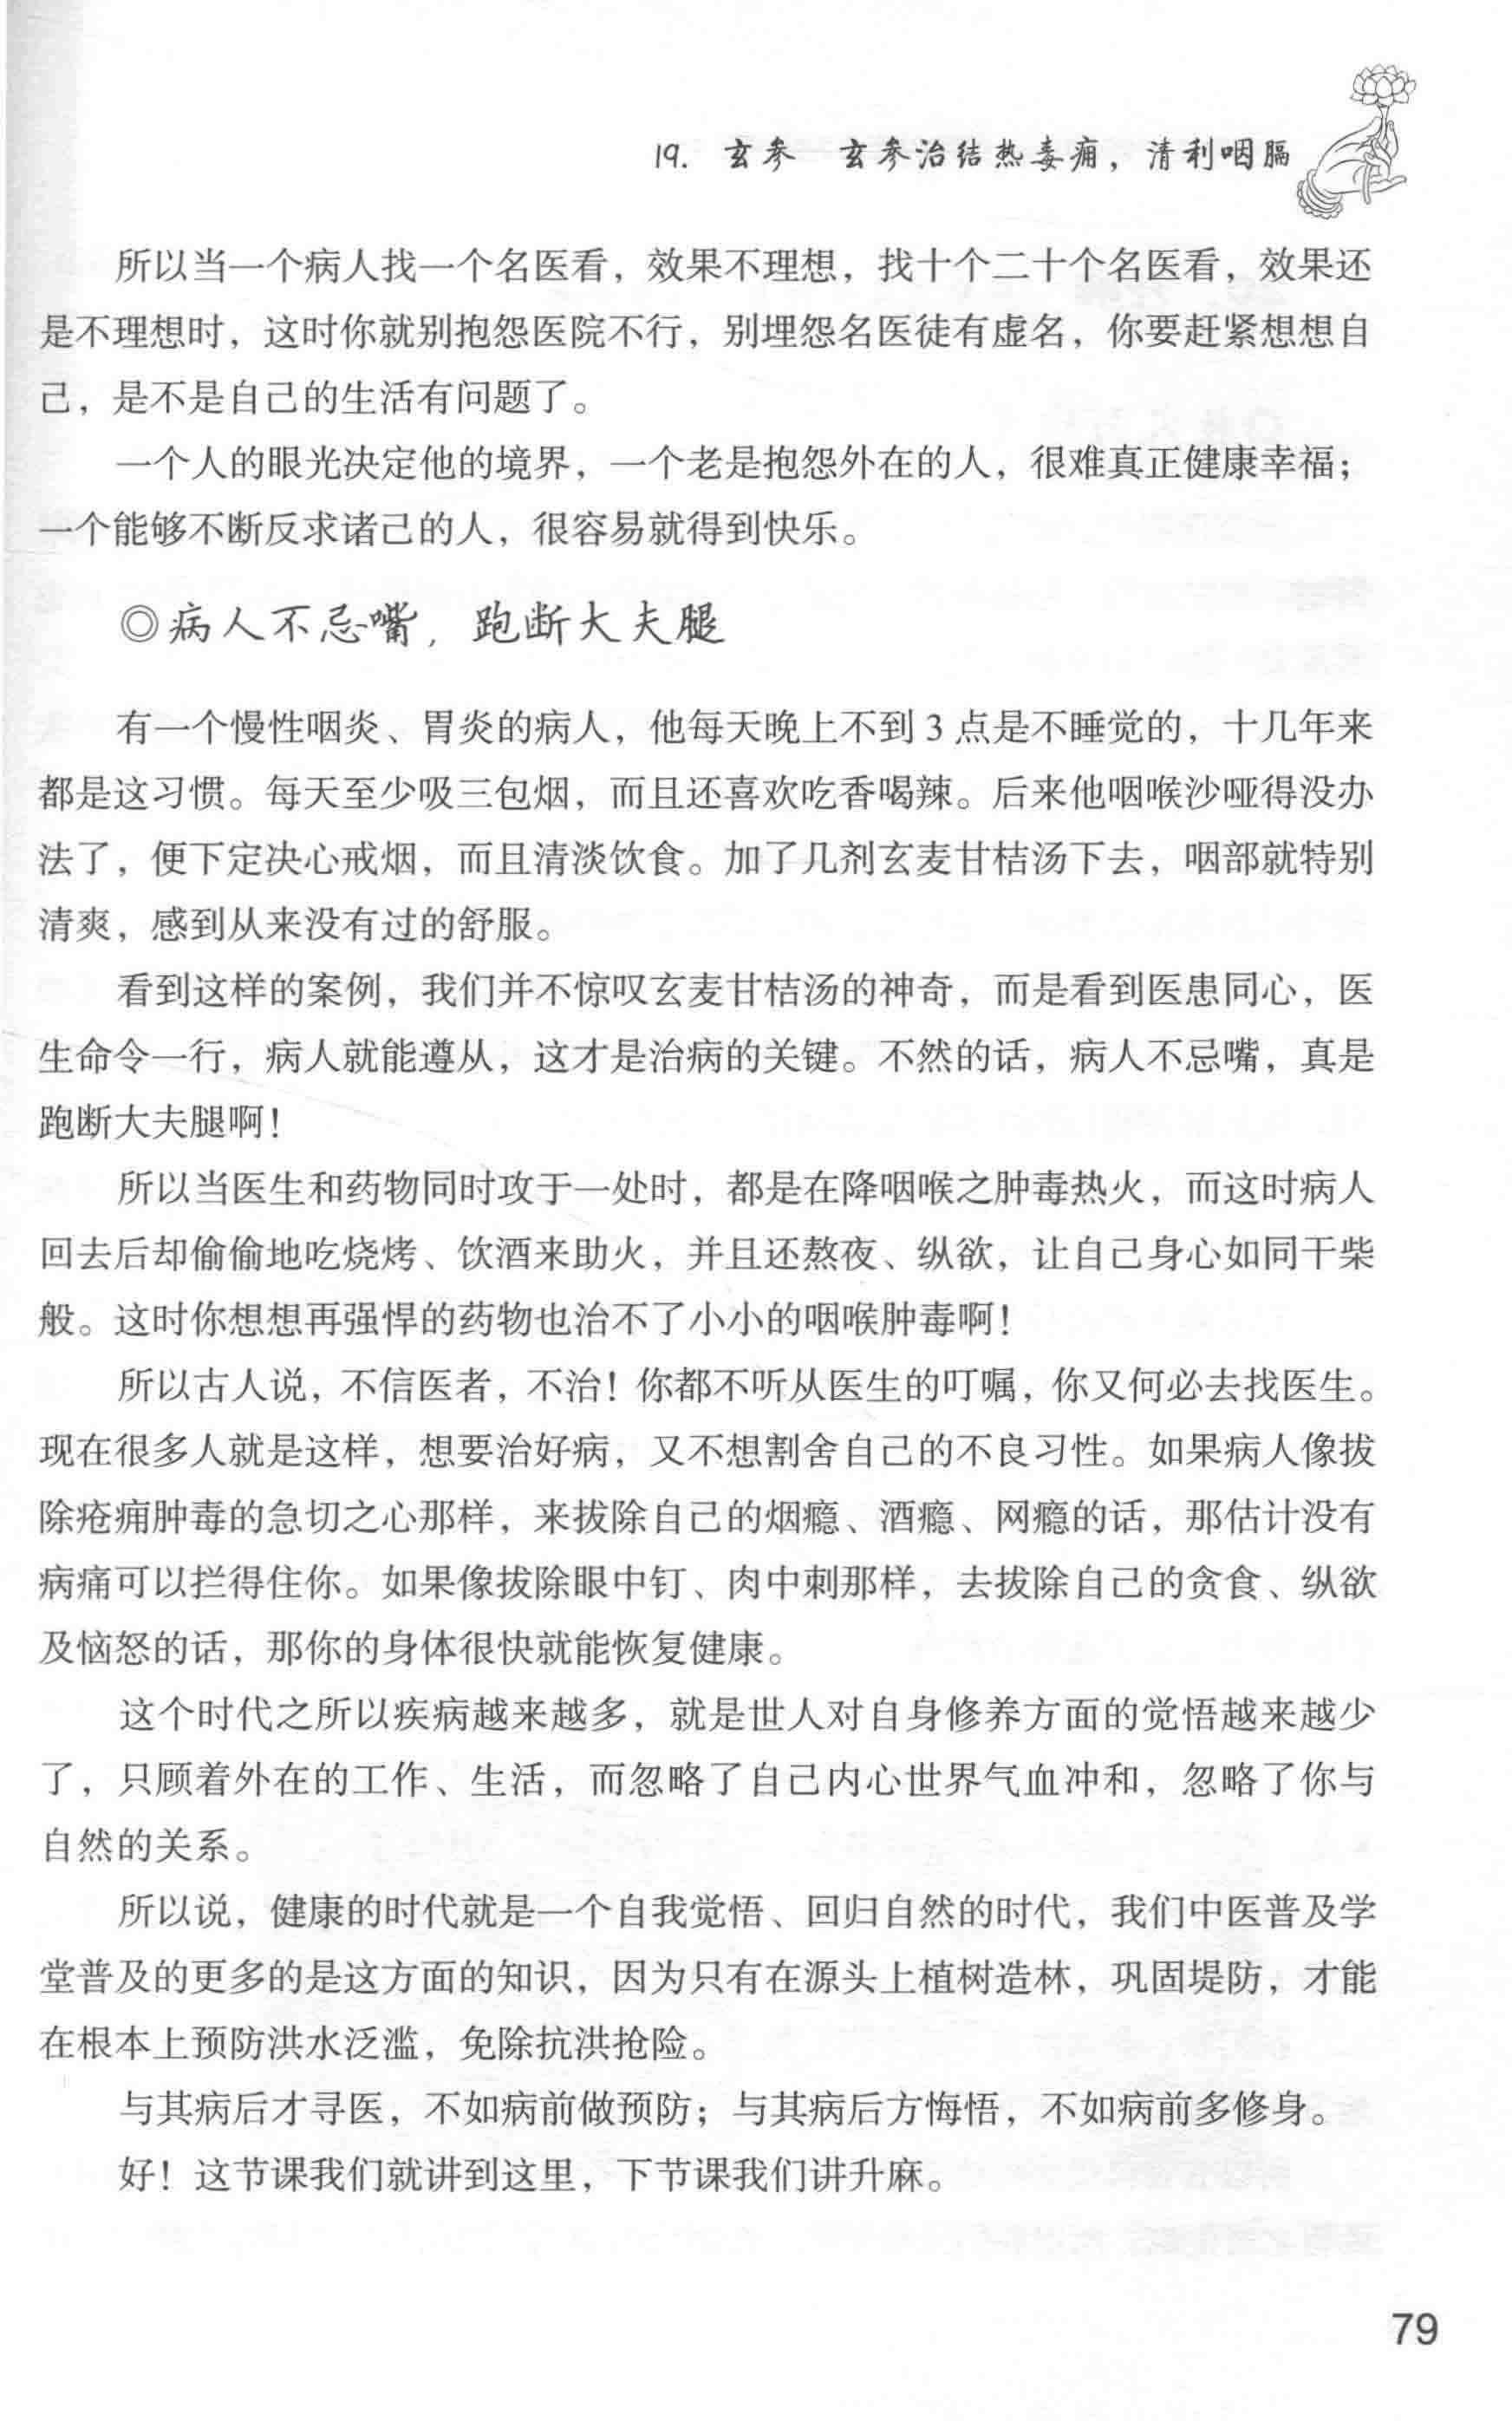 19. 玄参 玄参治结热毒痈，清利咽膈
所以当一个病人找一个名医看，效果不理想，找十个二十个名医看，效果还
是不理想时，这时你就别抱怨医院不行，别埋怨名医徒有虚名，你要赶紧想想自
己，是不是自己的生活有问题了。
一个人的眼光决定他的境界，一个老是抱怨外在的人，很难真正健康幸福；
一个能够不断反求诸己的人，很容易就得到快乐。
◎病人不忌嘴，跑断大夫腿
有一个慢性咽炎、胃炎的病人，他每天晚上不到3点是不睡觉的，十几年来
都是这习惯。每天至少吸三包烟，而且还喜欢吃香喝辣。后来他咽喉沙哑得没办
法了，便下定决心戒烟，而且清淡饮食。加了几剂玄麦甘桔汤下去，咽部就特别
清爽，感到从来没有过的舒服。
看到这样的案例，我们并不惊叹玄麦甘桔汤的神奇，而是看到医患同心，医
生命令一行，病人就能遵从，这才是治病的关键。不然的话，病人不忌嘴，真是
跑断大夫腿啊！
所以当医生和药物同时攻于一处时，都是在降咽喉之肿毒热火，而这时病人
回去后却偷偷地吃烧烤、饮酒来助火，并且还熬夜、纵欲，让自己身心如同干柴
般。这时你想想再强悍的药物也治不了小小的咽喉肿毒啊！
所以古人说，不信医者，不治！你都不听从医生的叮嘱，你又何必去找医生。
现在很多人就是这样，想要治好病，又不想割舍自己的不良习性。如果病人像拔
除疮痈肿毒的急切之心那样，来拔除自己的烟瘾、酒瘾、网瘾的话，那估计没有
病痛可以拦得住你。如果像拔除眼中钉、肉中刺那样，去拔除自己的贪食、纵欲
及恼怒的话，那你的身体很快就能恢复健康。
这个时代之所以疾病越来越多，就是世人对自身修养方面的觉悟越来越少
了，只顾着外在的工作、生活，而忽略了自己内心世界气血冲和，忽略了你与
自然的关系。
所以说，健康的时代就是一个自我觉悟、回归自然的时代，我们中医普及学
堂普及的更多的是这方面的知识，因为只有在源头上植树造林，巩固堤防，才能
在根本上预防洪水泛滥，免除抗洪抢险。
与其病后才寻医，不如病前做预防；与其病后方悔悟，不如病前多修身。
好！这节课我们就讲到这里，下节课我们讲升麻。
79